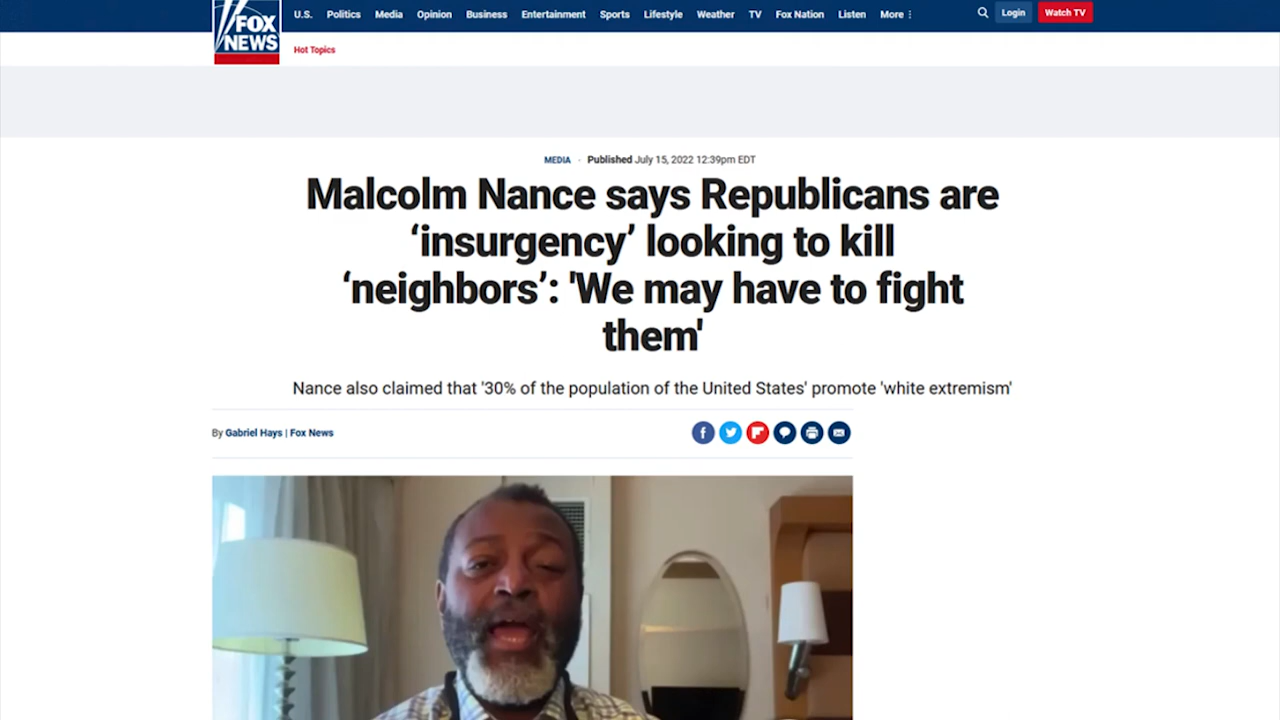 FOX
NEWS
U.S. Politics Media Opinion Business Entertainment Sports Lifestyle Weather TV Fox Nation Listen More Login Watch TV
Hot Topics
MEDIA · Published July 15, 2022 12:39pm EDT
Malcolm Nance says Republicans are
‘insurgency’ looking to kill
‘neighbors’: 'We may have to fight
them'
Nance also claimed that '30% of the population of the United States' promote 'white extremism'
By Gabriel Hays | Fox News